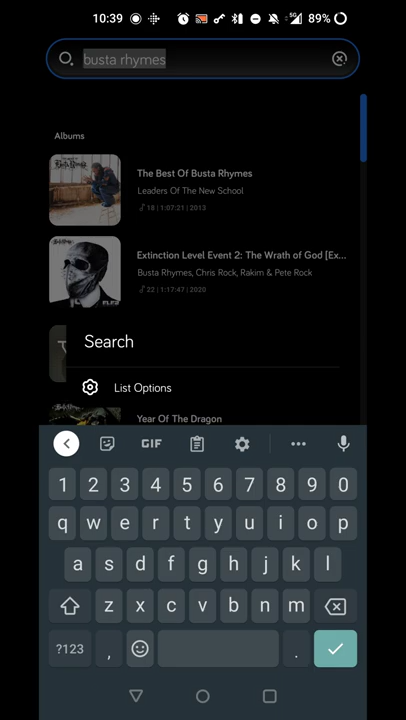 10:39
5G
89%
busta rhymes
Albums
The Best Of Busta Rhymes
Leaders Of The New School
18 | 1:07:21 | 2013
Extinction Level Event 2: The Wrath of God [Ex...
Busta Rhymes, Chris Rock, Rakim & Pete Rock
22 | 1:17:47 | 2020
Search
List Options
Year Of The Dragon
GIF
1 2 3 4 5 6 7 8 9 0
q w e r t y u i o p
a s d f g h j k l
z x c v b n m
?123 , .